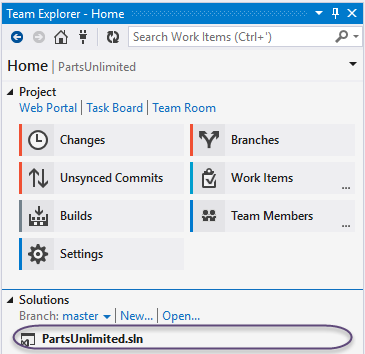 Team Explorer - Home
Search Work Items (Ctrl+')
Home | PartsUnlimited
Project
Web Portal | Task Board | Team Room
Changes
Branches
Unsynced Commits
Work Items
...
Builds
Team Members
...
Settings
Solutions
Branch: master | New... | Open...
PartsUnlimited.sln